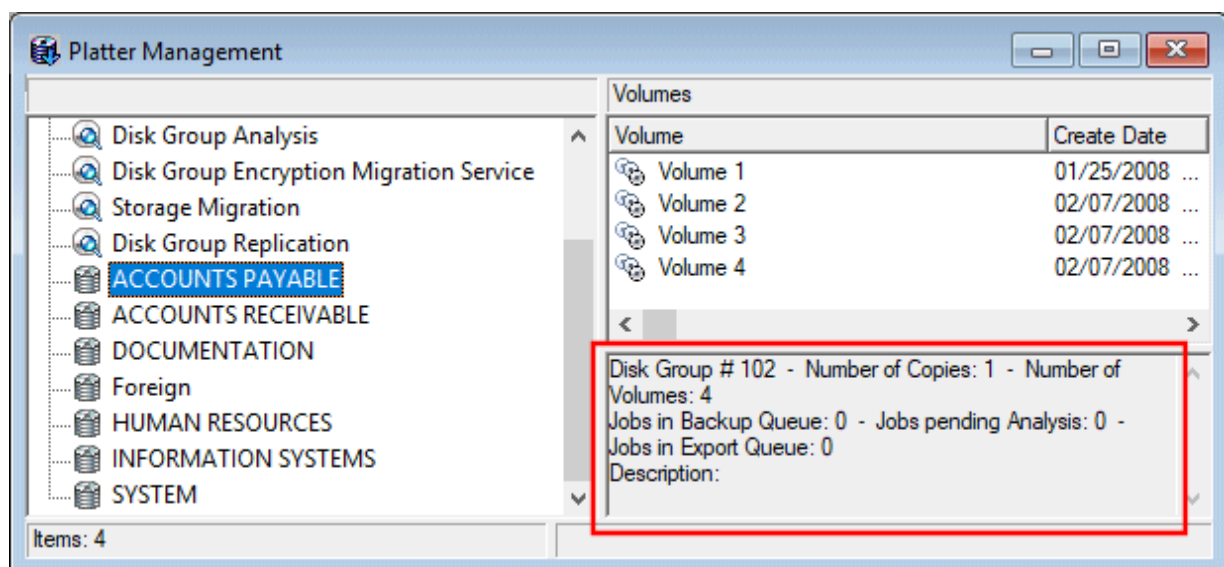 Platter Management
Disk Group Analysis
Disk Group Encryption Migration Service
Storage Migration
Disk Group Replication
ACCOUNTS PAYABLE
ACCOUNTS RECEIVABLE
DOCUMENTATION
Foreign
HUMAN RESOURCES
INFORMATION SYSTEMS
SYSTEM
Items: 4
Volumes
Volume Create Date
Volume 1 01/25/2008 ...
Volume 2 02/07/2008 ...
Volume 3 02/07/2008 ...
Volume 4 02/07/2008 ...
Disk Group # 102 - Number of Copies: 1 - Number of
Volumes: 4
Jobs in Backup Queue: 0 - Jobs pending Analysis: 0 -
Jobs in Export Queue: 0
Description: